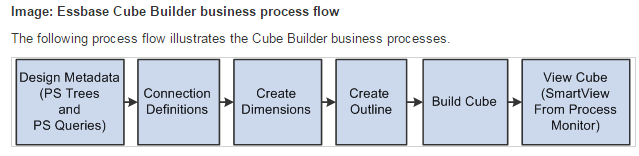 Image: Essbase Cube Builder business process flow
The following process flow illustrates the Cube Builder business processes.
Design Metadata
(PS Trees
and
PS Queries)
Connection
Definitions
Create
Dimensions
Create
Outline
Build Cube
View Cube
(SmartView
From Process
Monitor)